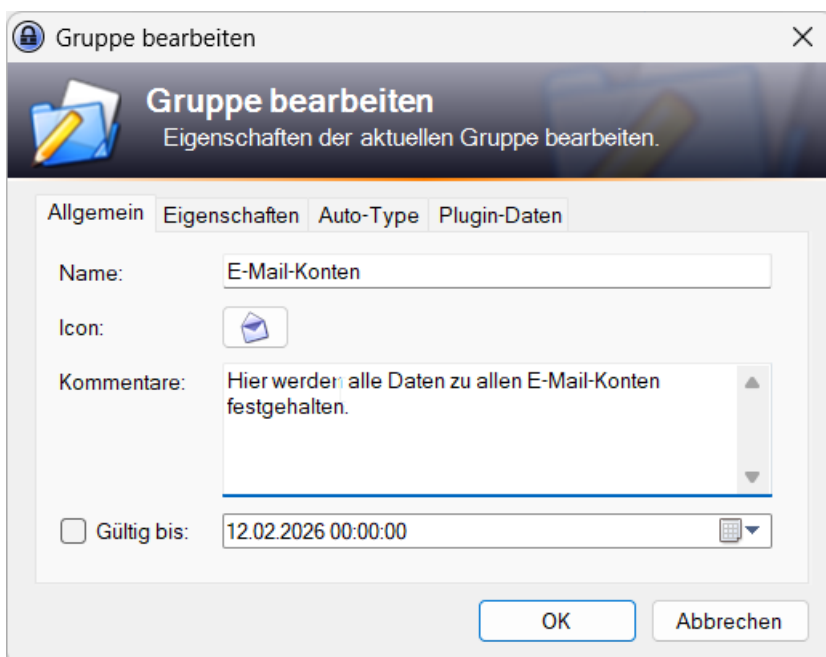 Gruppe bearbeiten
Gruppe bearbeiten
Eigenschaften der aktuellen Gruppe bearbeiten.
Allgemein Eigenschaften Auto-Type Plugin-Daten
Name: E-Mail-Konten
Icon:
Kommentare: Hier werden alle Daten zu allen E-Mail-Konten
festgehalten.
Gültig bis: 12.02.2026 00:00:00
OK Abbrechen